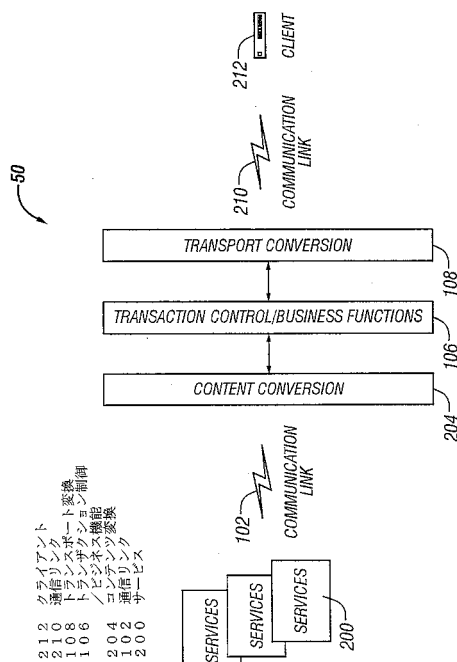 50
212
CLIENT
210
COMMUNICATION
LINK
TRANSPORT CONVERSION
108
TRANSACTION CONTROL/BUSINESS FUNCTIONS
106
CONTENT CONVERSION
204
102
COMMUNICATION
LINK
SERVICES
SERVICES
SERVICES
200
212 クライアント
210 通信リンク
108 トランスポート変換
106 トランザクション制御
/ビジネス機能
204 コンテンツ変換
102 通信リンク
200 サービス